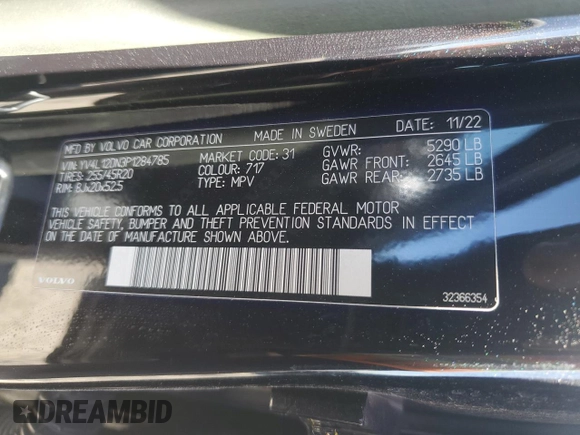 MFD BY VOLVO CAR CORPORATION MADE IN SWEDEN DATE: 11/22
VIN: YV4L12DN3P1284785 MARKET CODE: 31 GVWR: 5290 LB
TIRES: 255/45R20 COLOUR: 717 GAWR FRONT: 2645 LB
RIM: 8Jx20x52.5 TYPE: MPV GAWR REAR: 2735 LB
THIS VEHICLE CONFORMS TO ALL APPLICABLE FEDERAL MOTOR
VEHICLE SAFETY, BUMPER AND THEFT PREVENTION STANDARDS IN EFFECT
ON THE DATE OF MANUFACTURE SHOWN ABOVE.
VOLVO
32366354
DREAMBID